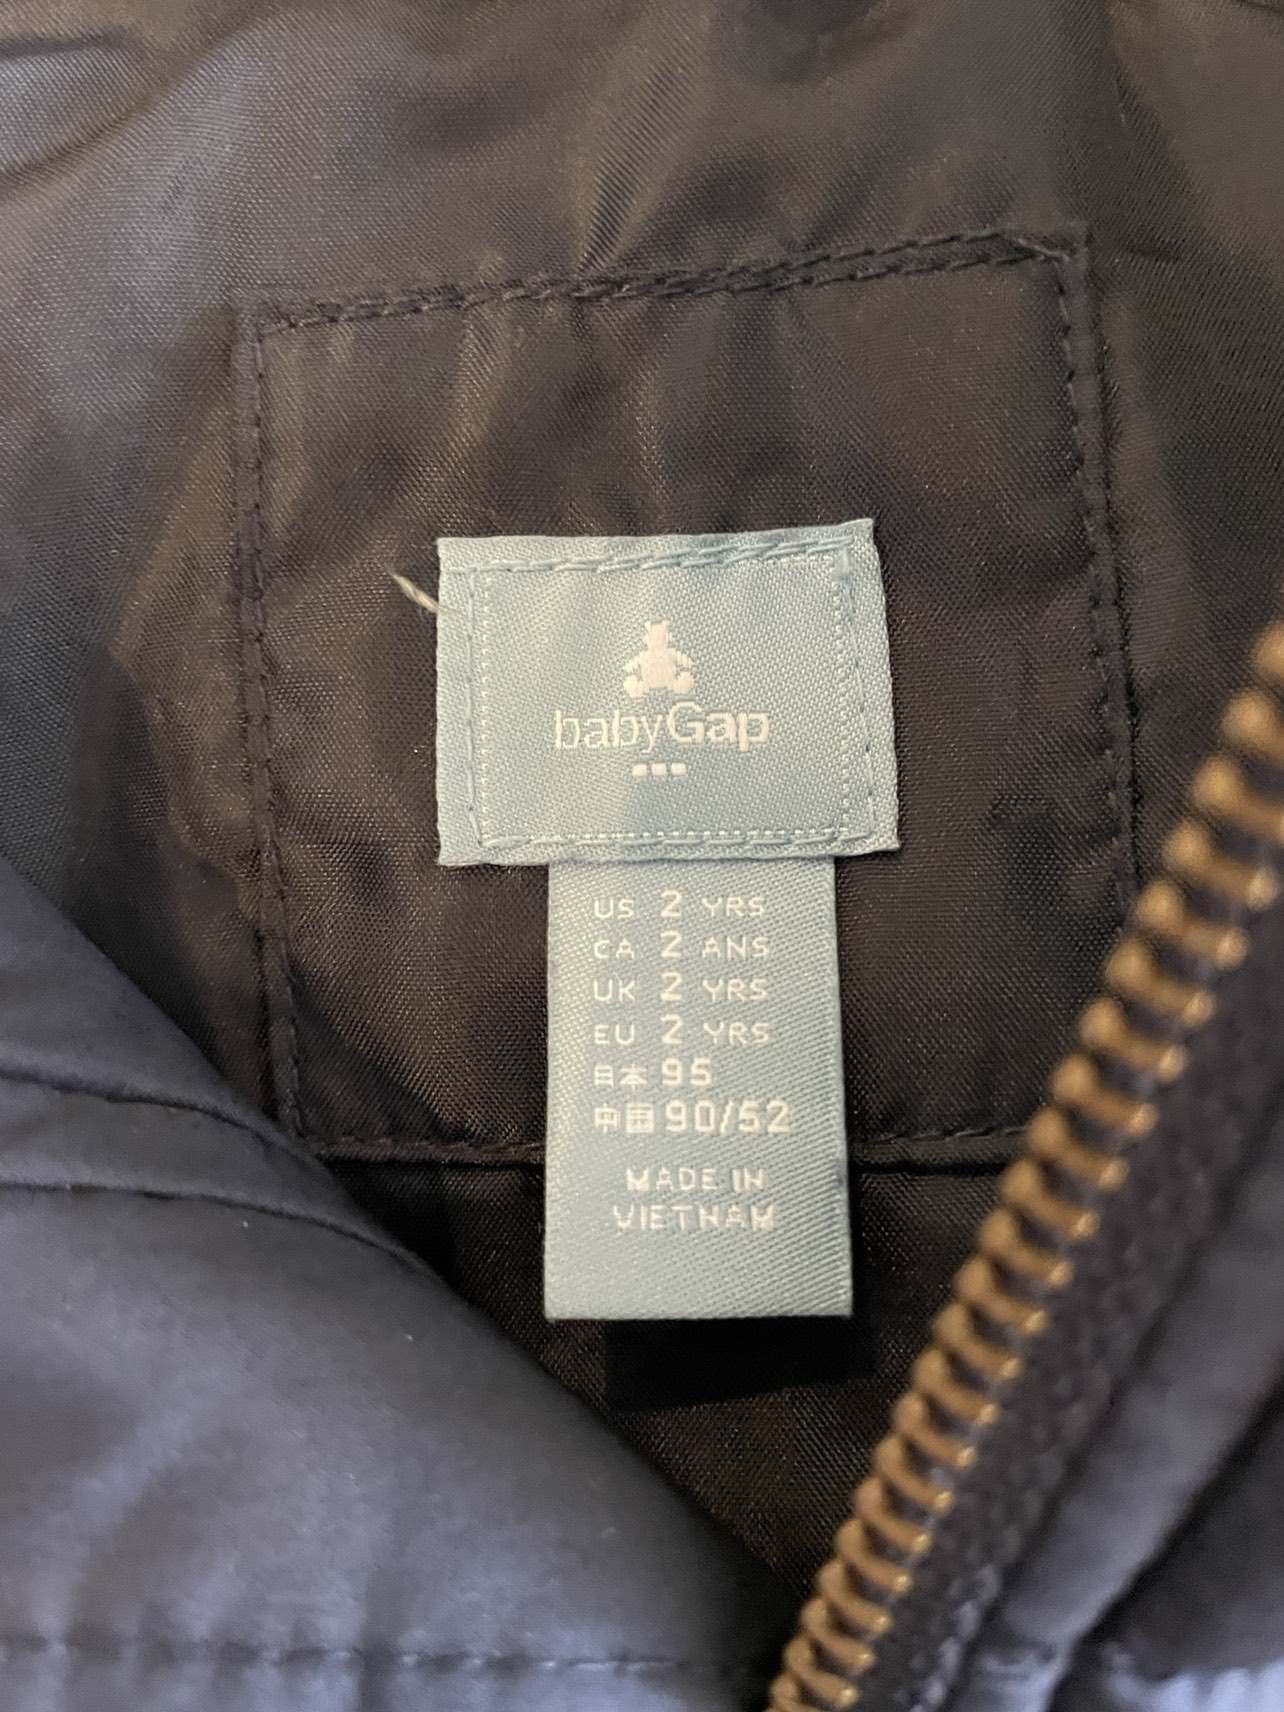 babyGap
US 2 YRS
CA 2 ANS
UK 2 YRS
EU 2 YRS
日本 95
中国 90/52
MADE IN
VIETNAM